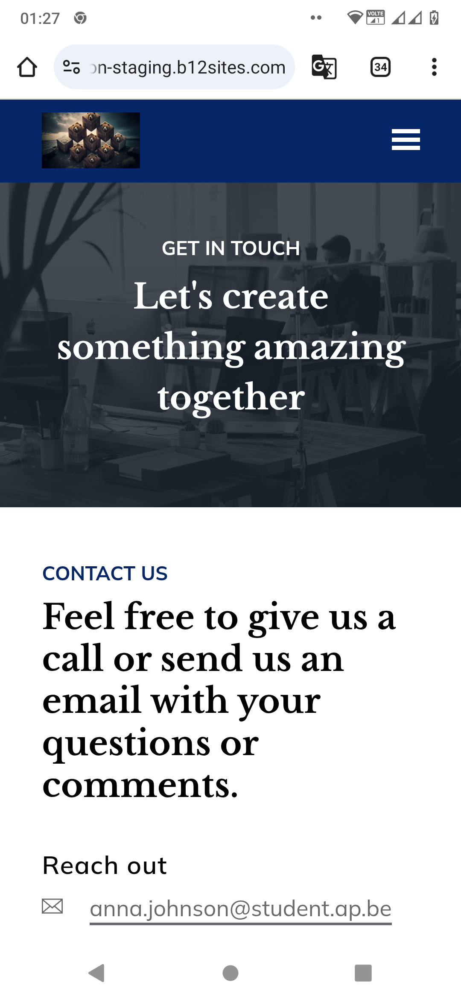 01:27
VOLTE
1
on-staging.b12sites.com
G
34
GET IN TOUCH
Let's create
something amazing
together
CONTACT US
Feel free to give us a
call or send us an
email with your
questions or
comments.
Reach out
anna.johnson@student.ap.be